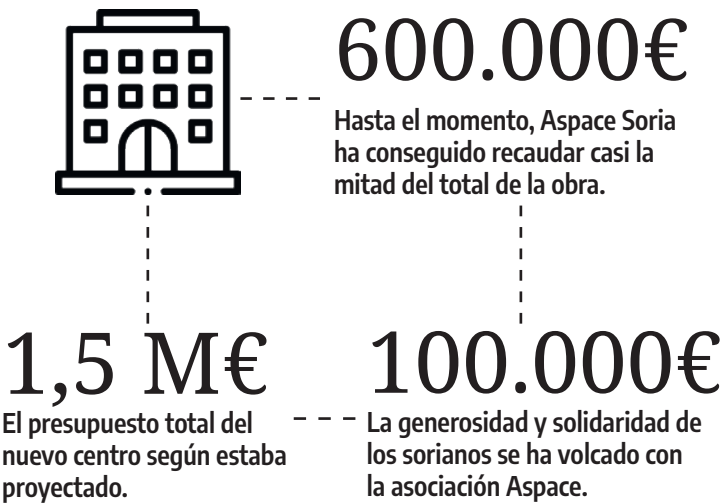 600.000€
Hasta el momento, Aspace Soria
ha conseguido recaudar casi la
mitad del total de la obra.
1,5 M€
El presupuesto total del
nuevo centro según estaba
proyectado.
100.000€
La generosidad y solidaridad de
los sorianos se ha volcado con
la asociación Aspace.